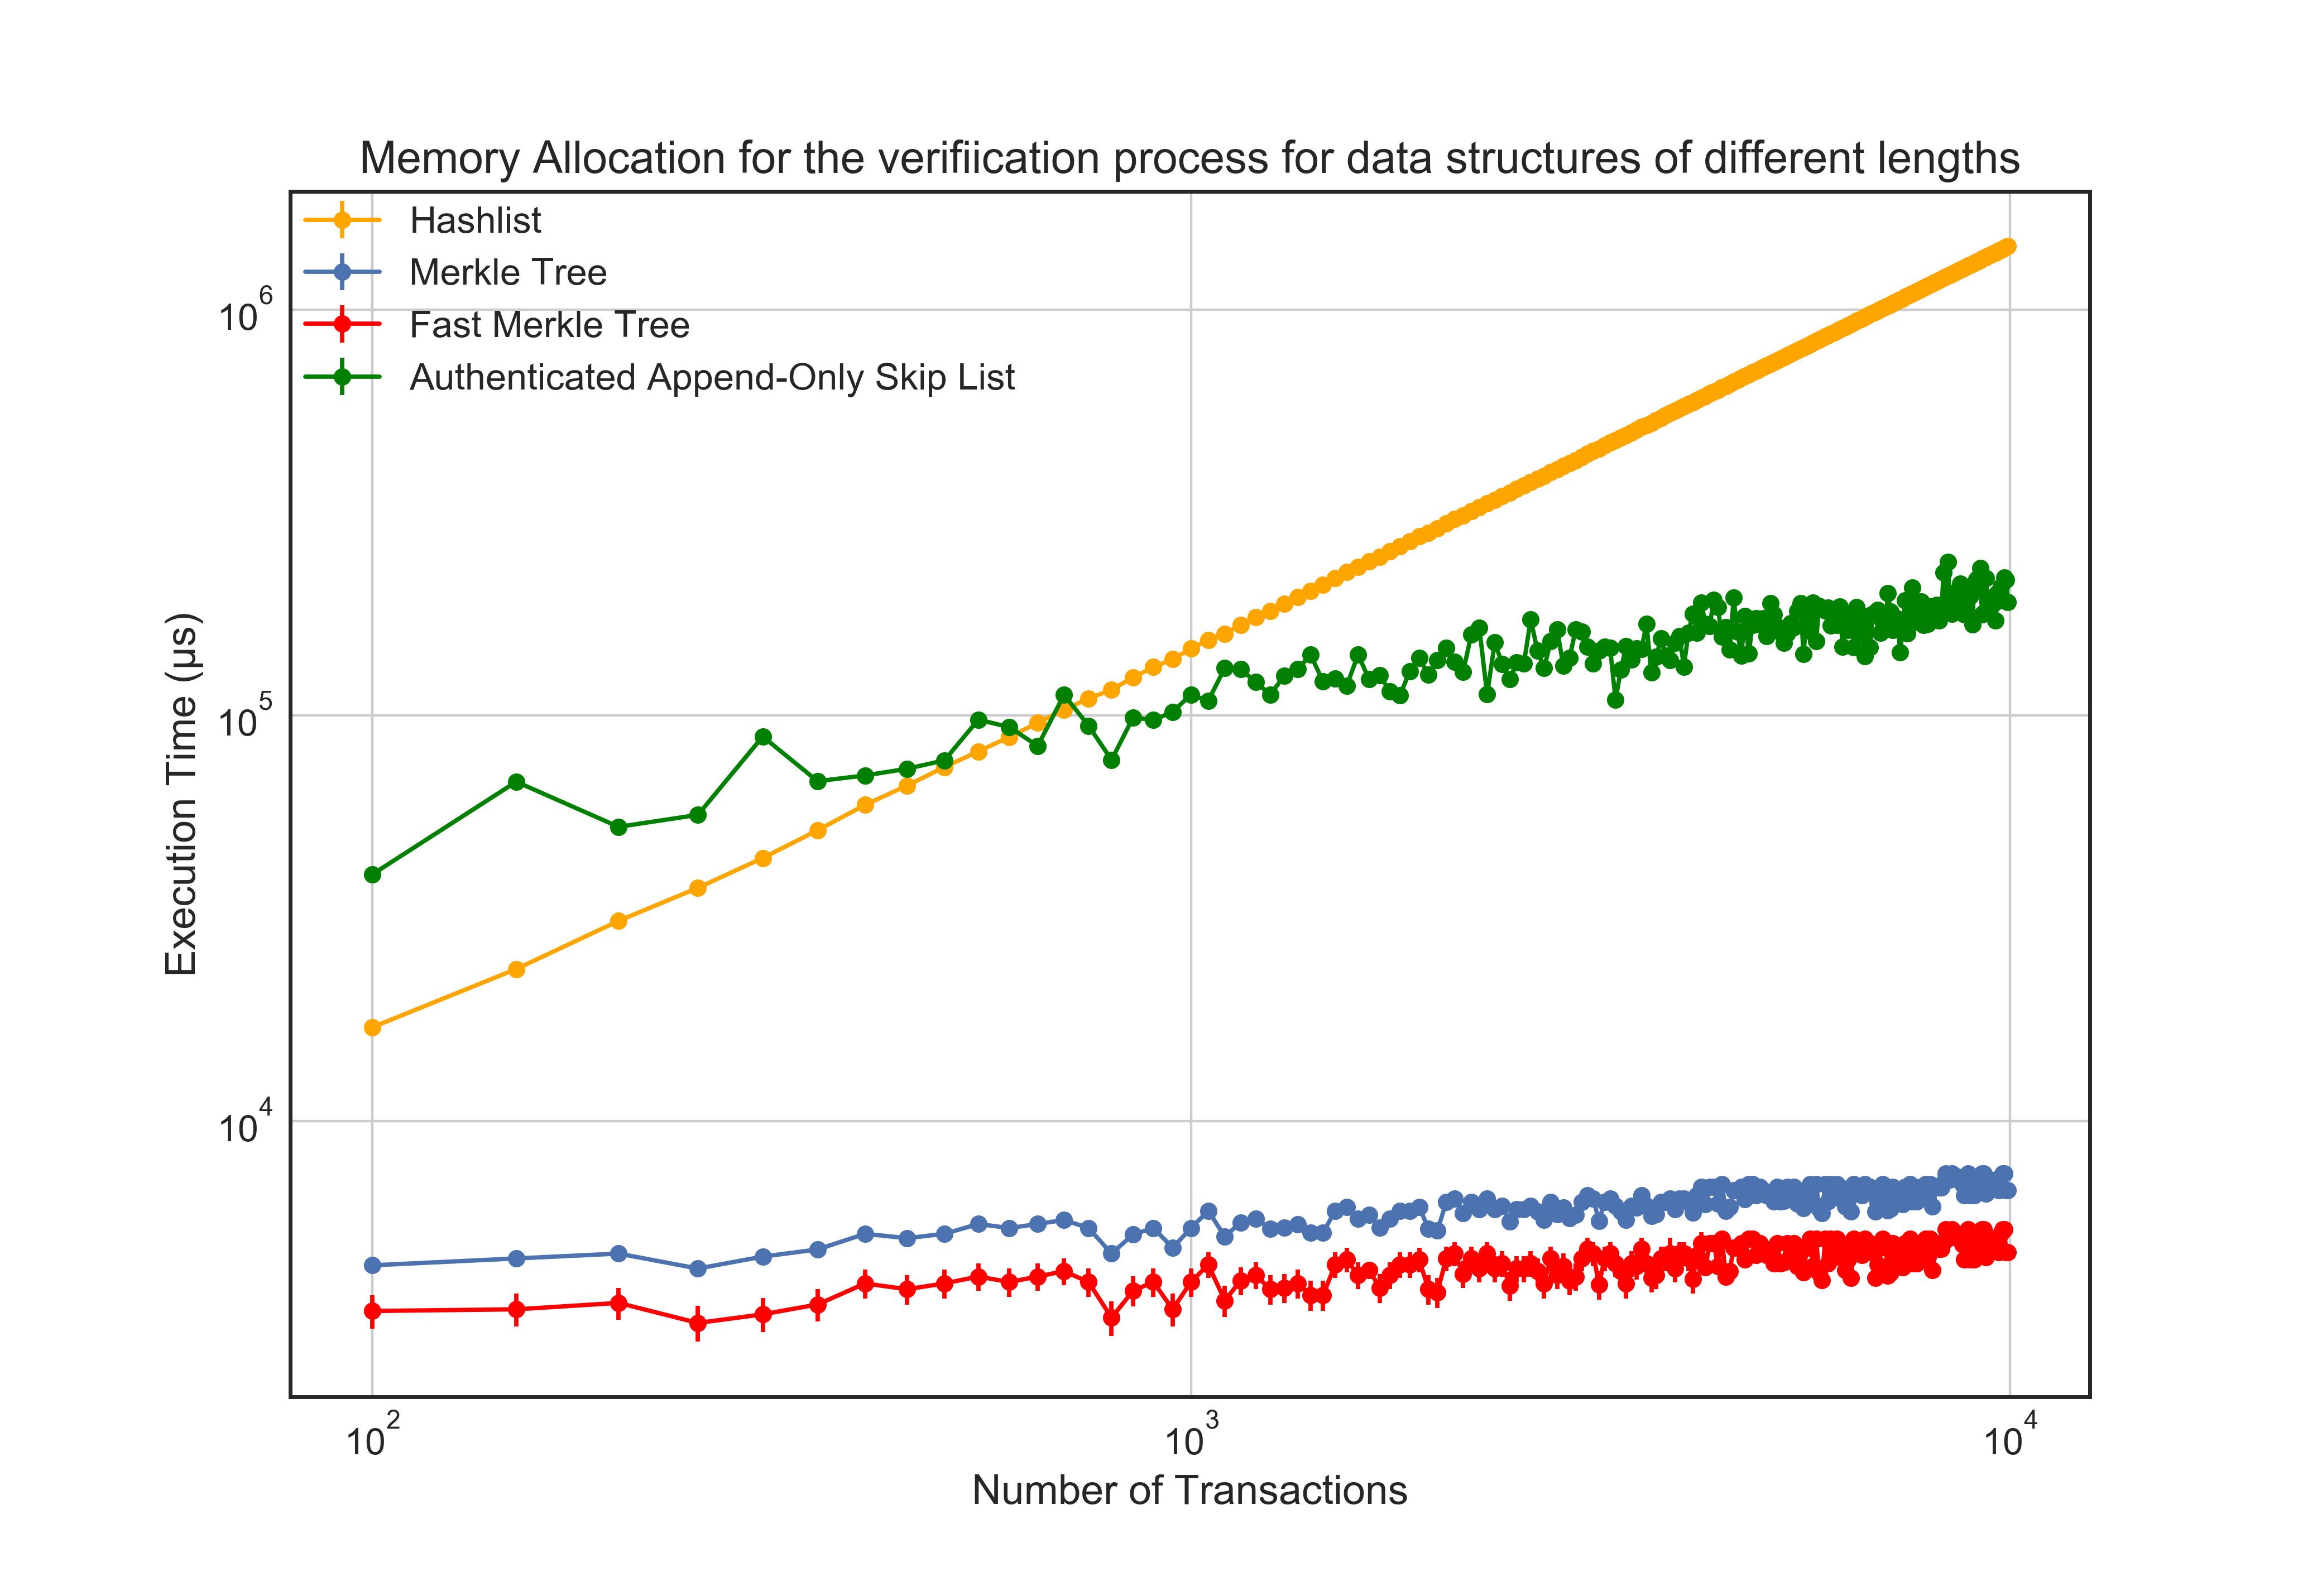 Memory Allocation for the verifiication process for data structures of different lengths
Hashlist
Merkle Tree
Fast Merkle Tree
Authenticated Append-Only Skip List
10^6
10^5
10^4
Execution Time (μs)
10^2
10^3
10^4
Number of Transactions